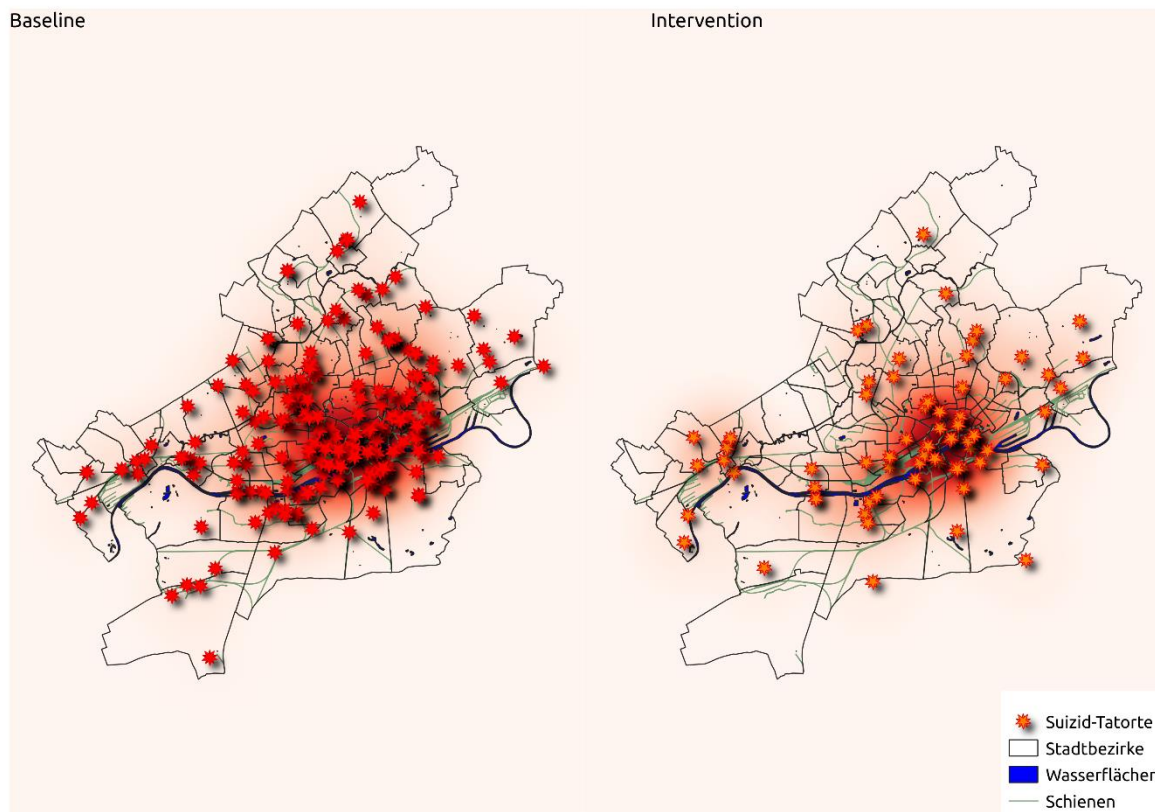 Baseline
Intervention
Suizid-Tatorte
Stadtbezirke
Wasserflächen
Schienen